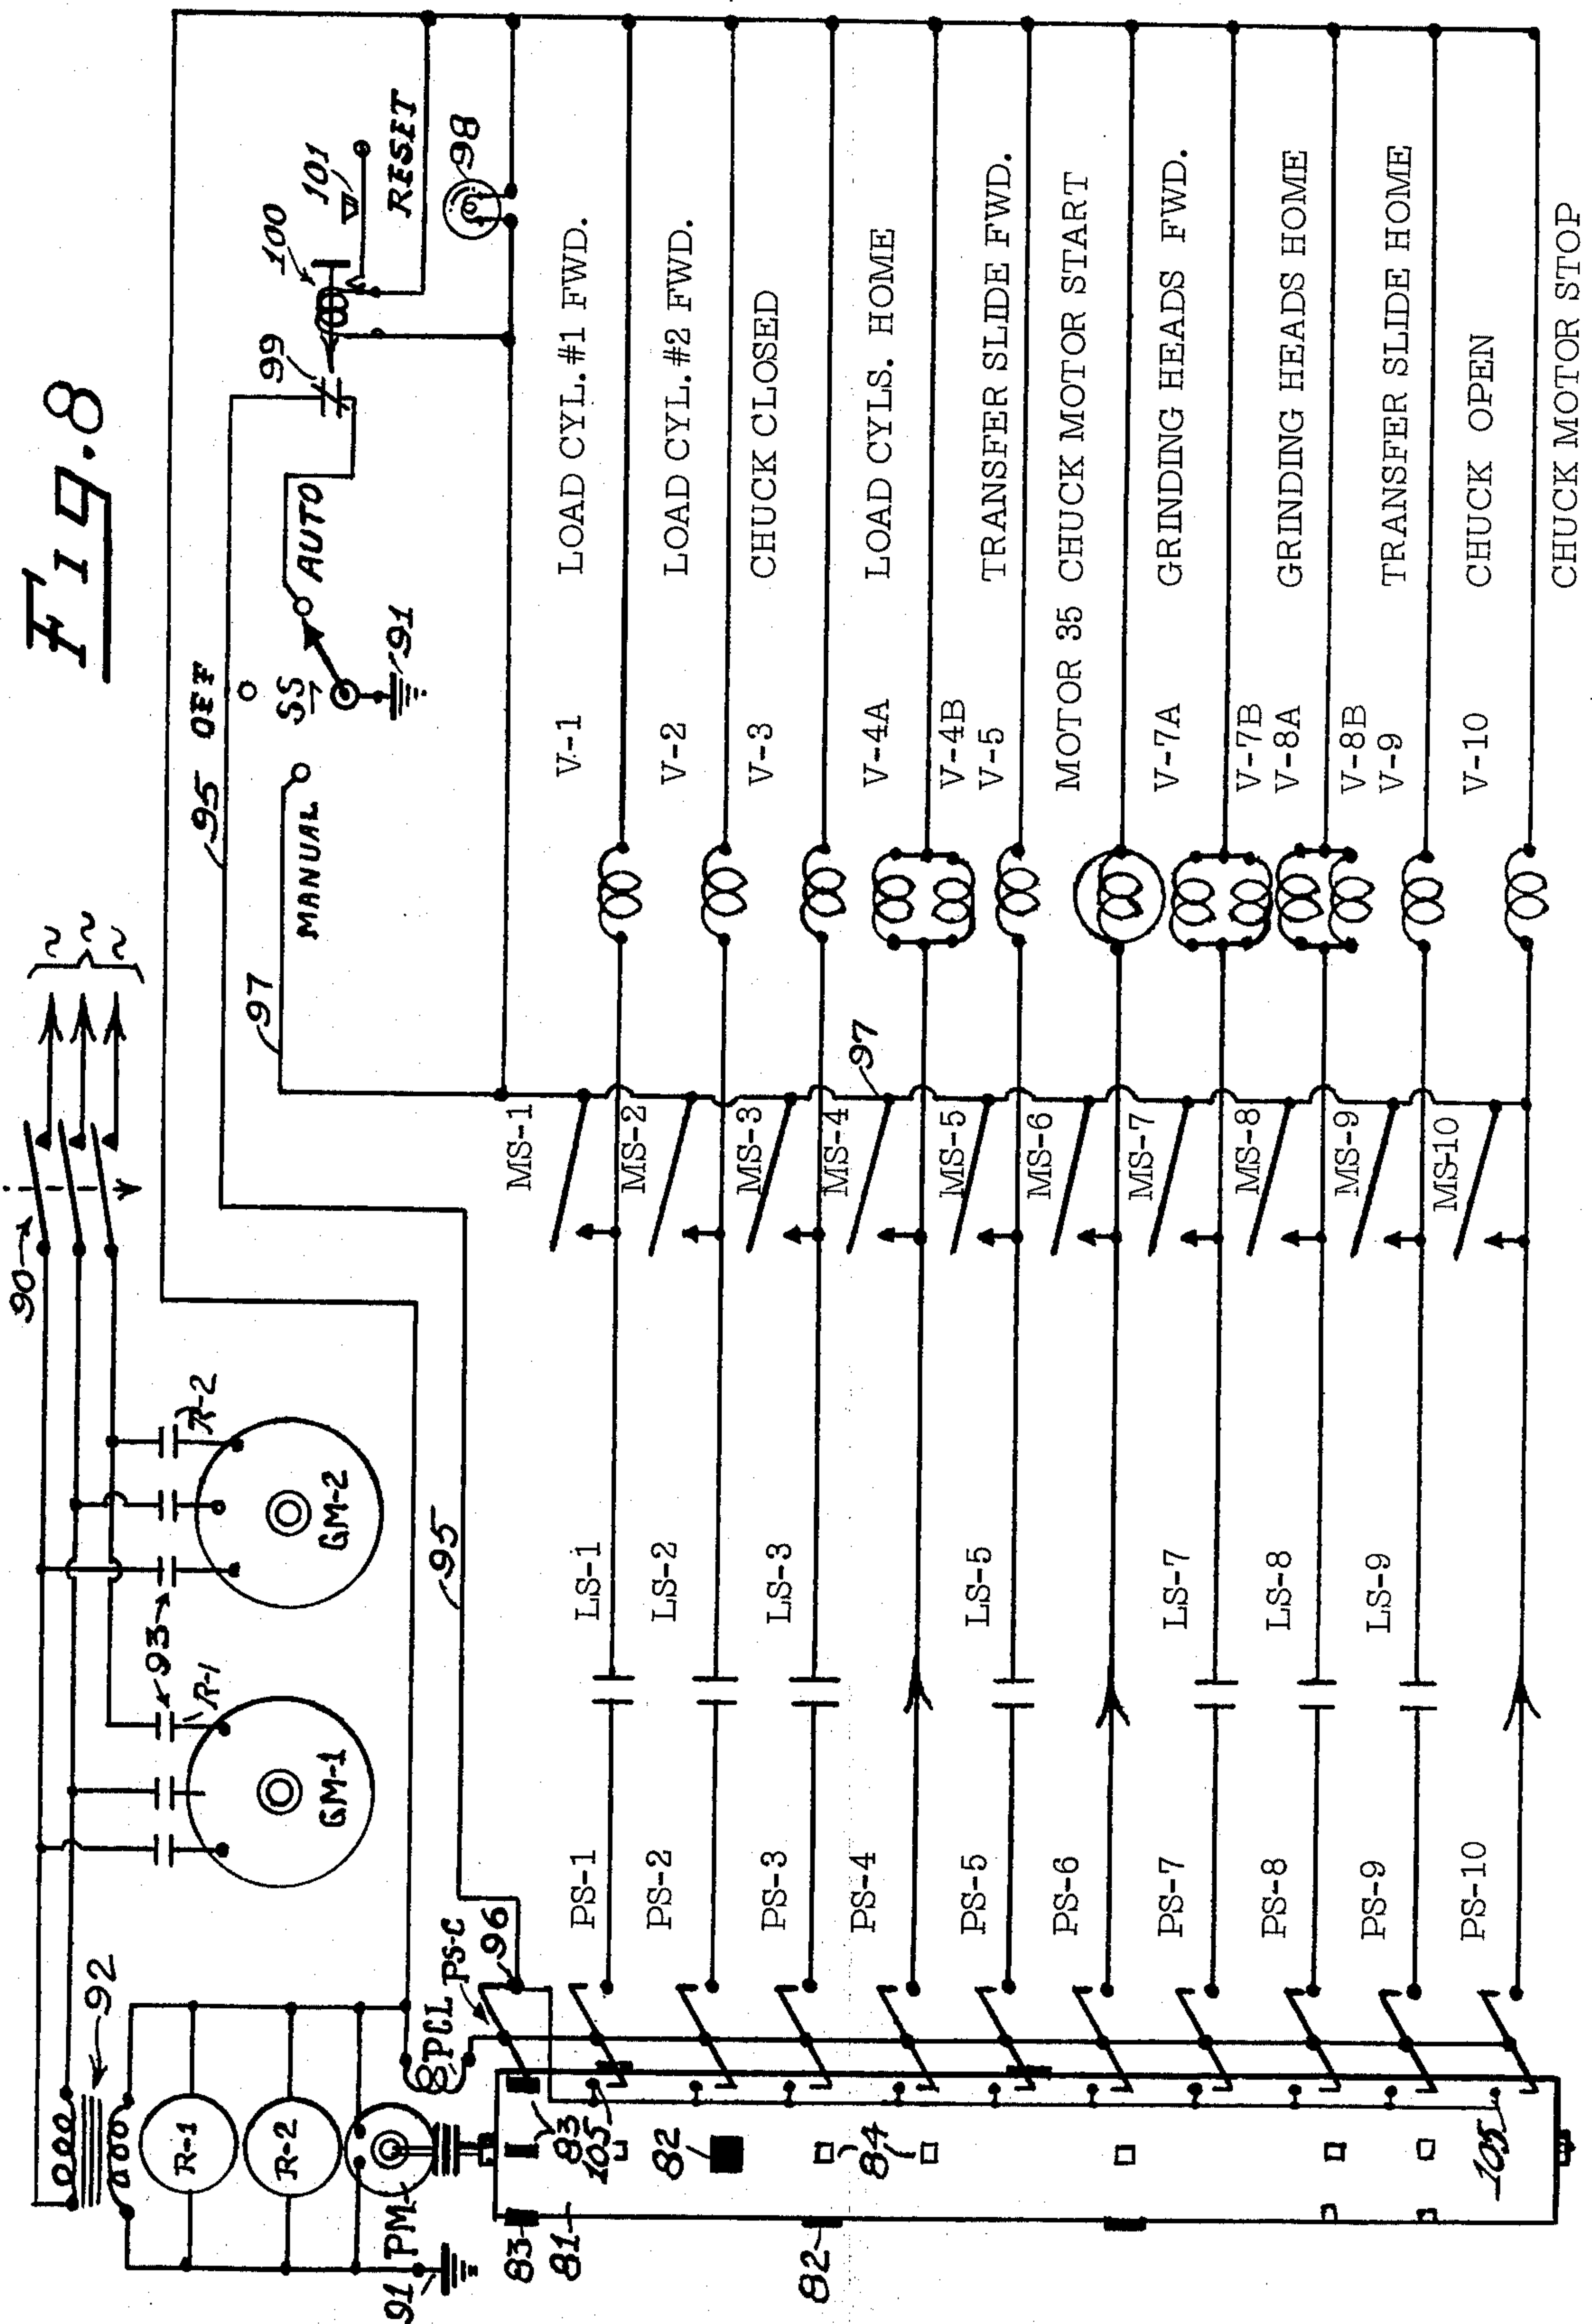 Fig. 8
90
95 OFF
RESET
100
101
98
99
SS
AUTO
91
MANUAL
97
97
92
93
R-1
R-2
GM-1
GM-2
R-1
R-2
PM
91
95
96
PS-C
PCL
83
83
81
82
82
84
105
105
PS-1 LS-1 MS-1 V-1 LOAD CYL.#1 FWD.
PS-2 LS-2 MS-2 V-2 LOAD CYL.#2 FWD.
PS-3 LS-3 MS-3 V-3 CHUCK CLOSED
PS-4 MS-4 V-4A LOAD CYLS. HOME
V-4B
PS-5 LS-5 MS-5 V-5 TRANSFER SLIDE FWD.
PS-6 MS-6 MOTOR 35 CHUCK MOTOR START
PS-7 LS-7 MS-7 V-7A GRINDING HEADS FWD.
V-7B
PS-8 LS-8 MS-8 V-8A GRINDING HEADS HOME
V-8B
PS-9 LS-9 MS-9 V-9 TRANSFER SLIDE HOME
PS-10 MS-10 V-10 CHUCK OPEN
CHUCK MOTOR STOP